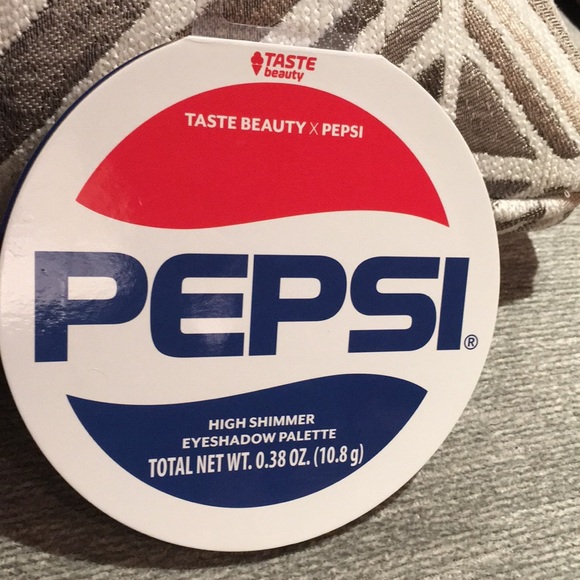 TASTE
beauty
TASTE BEAUTY X PEPSI
PEPSI®
HIGH SHIMMER
EYESHADOW PALETTE
TOTAL NET WT. 0.38 OZ. (10.8 g)